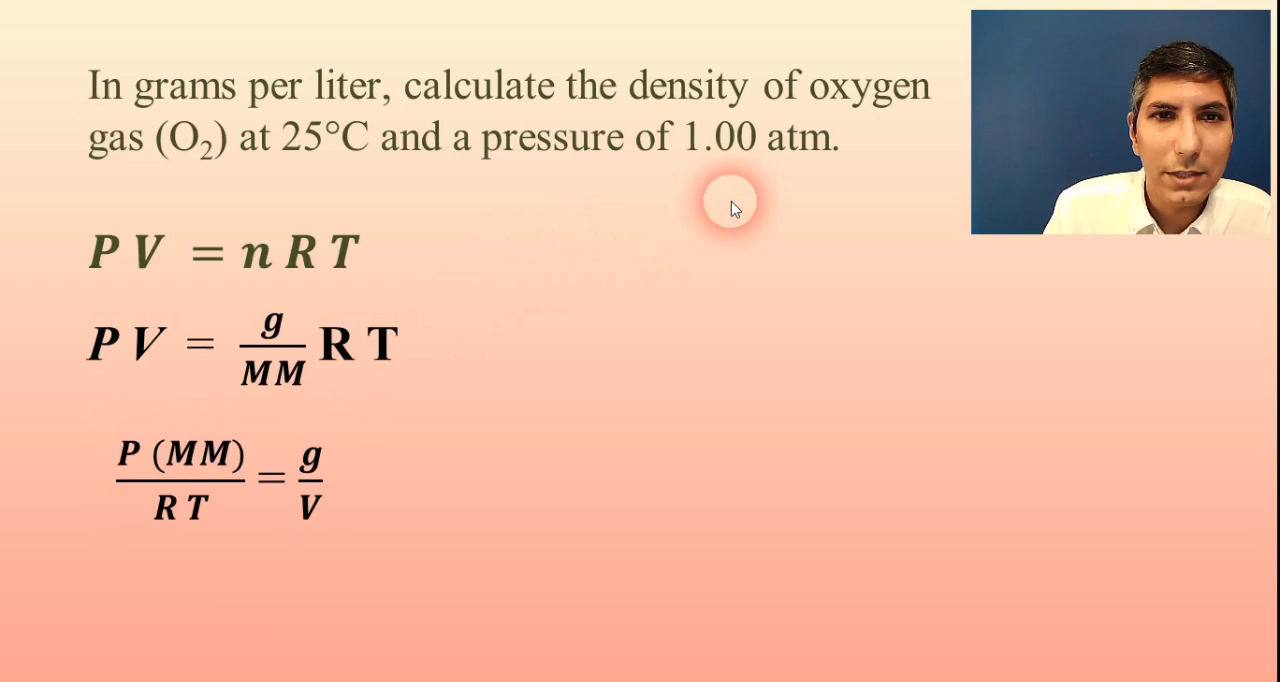 In grams per liter, calculate the density of oxygen
gas (O₂) at 25°C and a pressure of 1.00 atm.
P V = n R T
P V = g/MM R T
P (MM)/R T = g/V